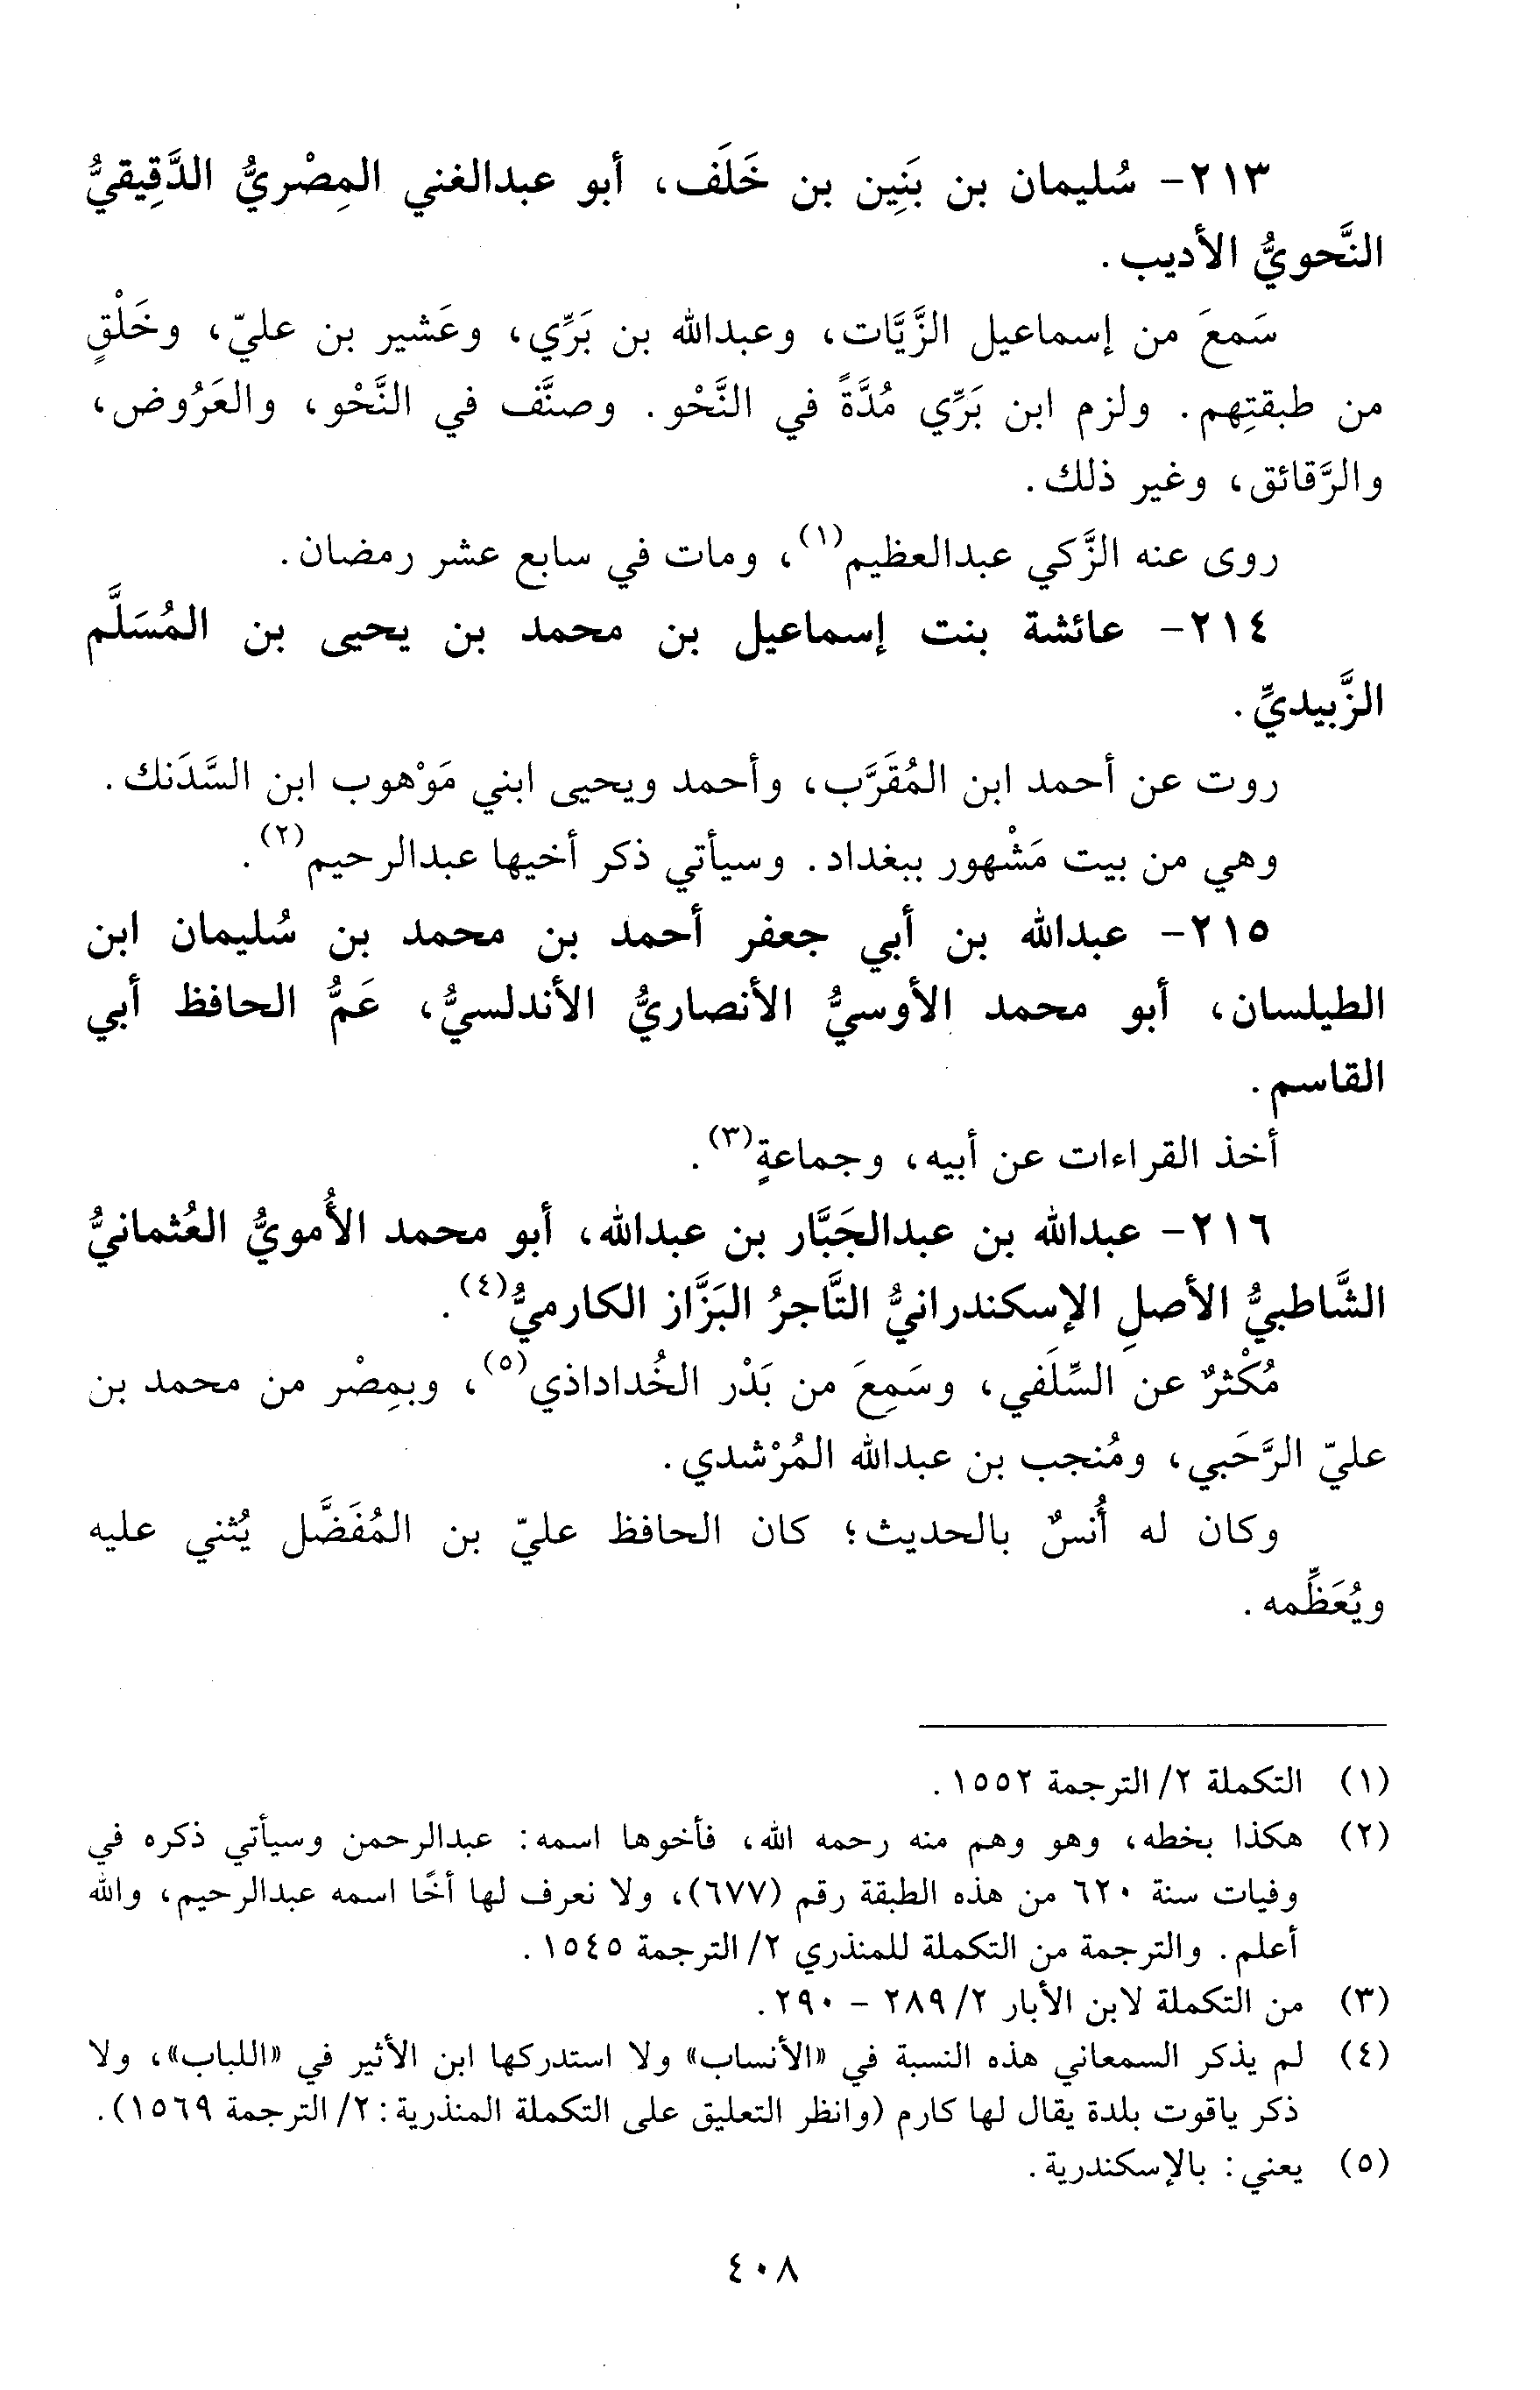 ٢١٣- سُليمان بن بَنِين بن خَلَف، أبو عبدالغني المِصْريُّ الدَّقِيقيُّ
النَّحويُّ الأديب.
سَمعَ من إسماعيل الزَّيَّات، وعبدالله بن بَرِّي، وعَشير بن عليّ، وخَلْقٍ
من طبقتِهم. ولزم ابن بَرِّي مُدَّةً في النَّحْو. وصنَّف في النَّحْو، والعَرُوض،
والرَّقائق، وغير ذلك.
روى عنه الزَّكي عبدالعظيم(١)، ومات في سابع عشر رمضان.
٢١٤- عائشة بنت إسماعيل بن محمد بن يحيى بن المُسَلَّم
الزَّبيديِّ.
روت عن أحمد ابن المُقَرَّب، وأحمد ويحيى ابني مَوْهوب ابن السَّدَنك.
وهي من بيت مَشْهور ببغداد. وسيأتي ذكر أخيها عبدالرحيم(٢).
٢١٥- عبدالله بن أبي جعفر أحمد بن محمد بن سُليمان ابن
الطيلسان، أبو محمد الأوسيُّ الأنصاريُّ الأندلسيُّ، عَمُّ الحافظ أبي
القاسم.
أخذ القراءات عن أبيه، وجماعةٍ(٣).
٢١٦- عبدالله بن عبدالجَبَّار بن عبدالله، أبو محمد الأُمويُّ العُثمانيُّ
الشَّاطبيُّ الأصلِ الإسكندرانيُّ التَّاجرُ البَزَّاز الكارميُّ(٤).
مُكْثرٌ عن السِّلَفي، وسَمِعَ من بَدْر الخُداداذي(٥)، وبمِصْر من محمد بن
عليّ الرَّحَبي، ومُنجب بن عبدالله المُرْشدي.
وكان له أُنسٌ بالحديث؛ كان الحافظ عليّ بن المُفَضَّل يُثني عليه
ويُعَظِّمه.
(١) التكملة ٢/ الترجمة ١٥٥٢.
(٢) هكذا بخطه، وهو وهم منه رحمه الله، فأخوها اسمه: عبدالرحمن وسيأتي ذكره في
وفيات سنة ٦٢٠ من هذه الطبقة رقم (٦٧٧)، ولا نعرف لها أخًا اسمه عبدالرحيم، والله
أعلم. والترجمة من التكملة للمنذري ٢/ الترجمة ١٥٤٥.
(٣) من التكملة لابن الأبار ٢/ ٢٨٩ - ٢٩٠.
(٤) لم يذكر السمعاني هذه النسبة في «الأنساب» ولا استدركها ابن الأثير في «اللباب»، ولا
ذكر ياقوت بلدة يقال لها كارم (وانظر التعليق على التكملة المنذرية: ٢/ الترجمة ١٥٦٩).
(٥) يعني: بالإسكندرية.
٤٠٨